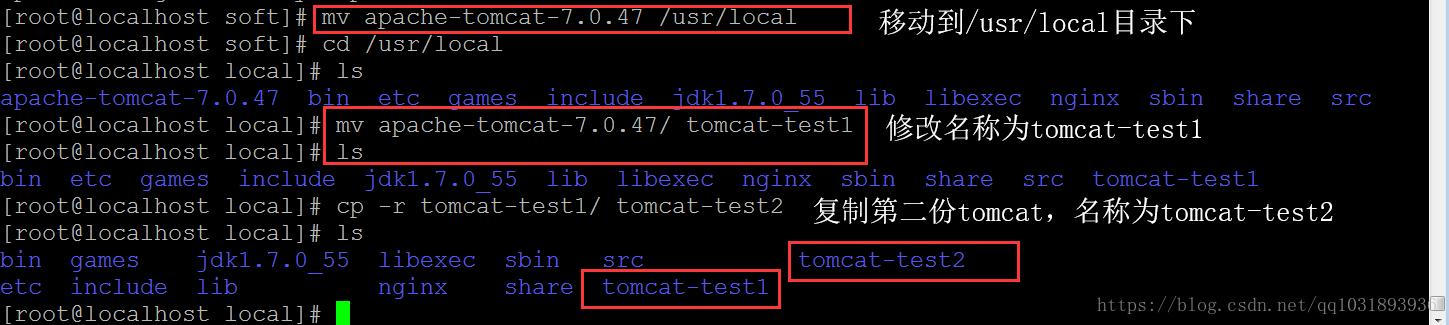 [root@localhost soft]# mv apache-tomcat-7.0.47 /usr/local 移动到/usr/local目录下
[root@localhost soft]# cd /usr/local
[root@localhost local]# ls
apache-tomcat-7.0.47 bin etc games include jdk1.7.0_55 lib libexec nginx sbin share src
[root@localhost local]# mv apache-tomcat-7.0.47/ tomcat-test1 修改名称为tomcat-test1
[root@localhost local]# ls
bin etc games include jdk1.7.0_55 lib libexec nginx sbin share src tomcat-test1
[root@localhost local]# cp -r tomcat-test1/ tomcat-test2 复制第二份tomcat，名称为tomcat-test2
[root@localhost local]# ls
bin games jdk1.7.0_55 libexec sbin src tomcat-test2
etc include lib nginx share tomcat-test1
[root@localhost local]#